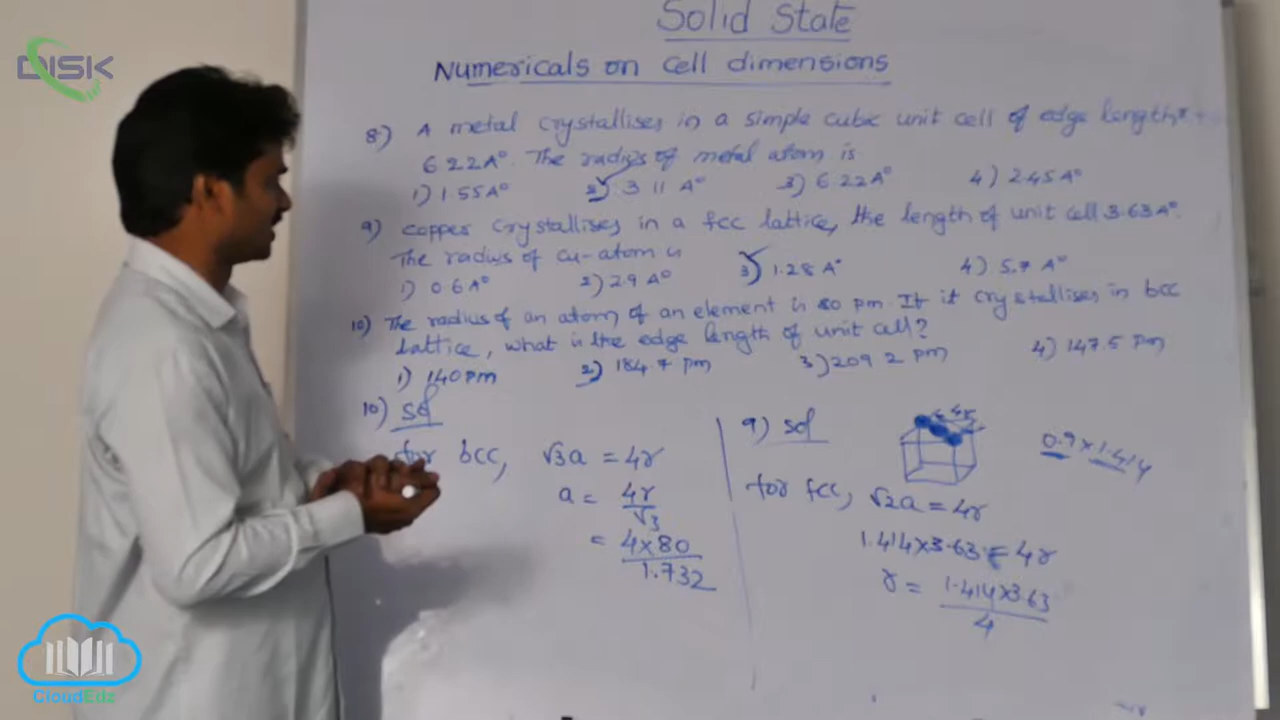 DISK
Solid State
Numericals on cell dimensions
8) A metal crystallises in a simple cubic unit cell of edge length
6.22A°. The radius of metal atom is
1) 1.55A° 2) 3.11 A° 3) 6.22A° 4) 2.45A°
9) Copper crystallises in a fcc lattice, the length of unit cell 3.63A°.
The radius of Cu-atom is
1) 0.6A° 2) 29 A° 3) 1.28 A° 4) 5.7 A°
10) The radius of an atom of an element is 80 pm. If it crystallises in bcc
lattice, what is the edge length of unit cell?
1) 140pm 2) 184.7 pm 3) 209.2 pm 4) 147.5 pm
10) Sol
for bcc, √3a = 4r
a = 4r
√3
= 4×80
1.732
9) Sol
0.9×1.414
for fcc, √2a = 4r
1.414×3.63 = 4r
r = 1.414×3.63
4
CloudEdz